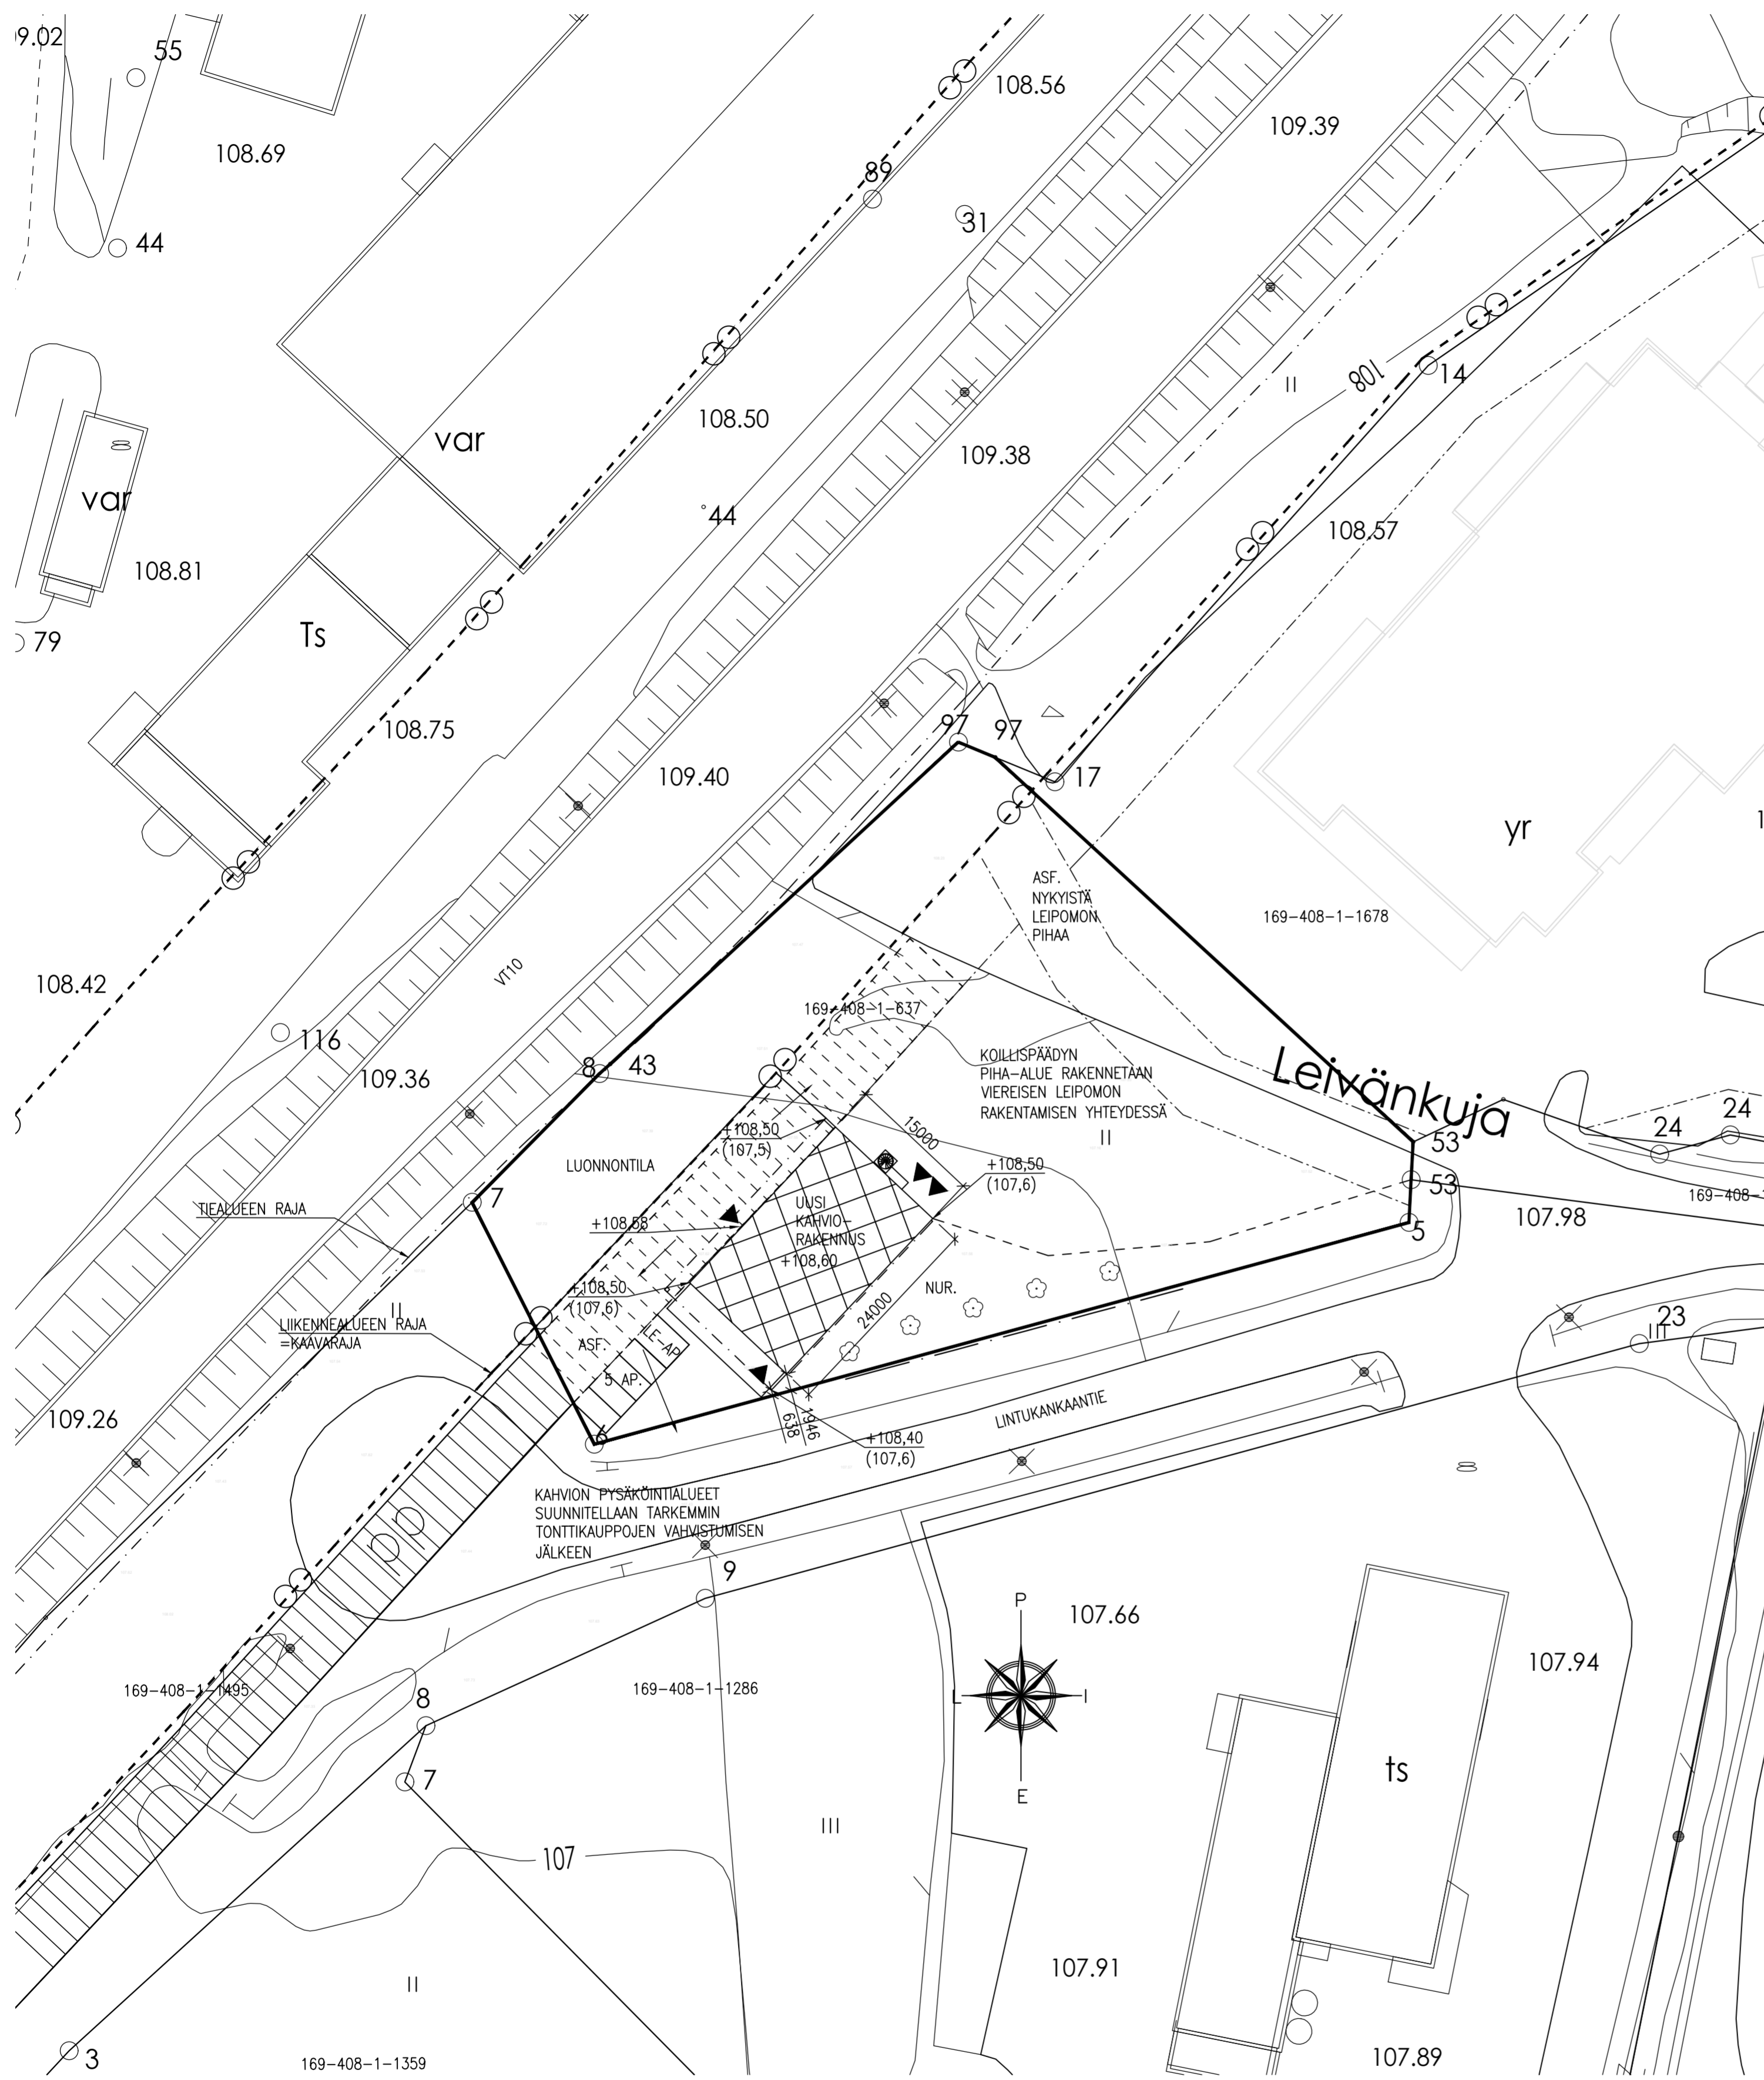 55
108.56
109.39
108.69
89
31
44
II
108
14
var
108.50
109.38
var
44
108.57
108.81
Ts
79
108.75
97
97
17
109.40
yr
ASF.
NYKYISTÄ
LEIPOMON
PIHAA
169-408-1-1678
VT10
108.42
169-408-1-637
116
8
43
KOILLISPÄÄDYN
PIHA-ALUE RAKENNETAAN
VIEREISEN LEIPOMON
RAKENTAMISEN YHTEYDESSÄ
Leivänkuja
109.36
II
+108,50
(107,5)
15000
53
24
24
LUONNONTILA
+108,50
(107,6)
53
169-408-
7
TIEALUEEN RAJA
UUSI
KAHVIO-
RAKENNUS
+108,60
+108,58
107.98
5
+108,50
(107,6)
NUR.
24000
II
LIIKENNEALUEEN RAJA
=KAAVARAJA
ASF.
LE-AP
5 AP.
23
III
109.26
6
638
1946
LINTUKANKAANTIE
+108,40
(107,6)
KAHVION PYSÄKÖINTIALUEET
SUUNNITELLAAN TARKEMMIN
TONTTIKAUPPOJEN VAHVISTUMISEN
JÄLKEEN
pp
9
P
107.66
107.94
169-408-1-1495
169-408-1-1286
8
L
I
7
ts
E
III
107
107.91
II
3
169-408-1-1359
107.89